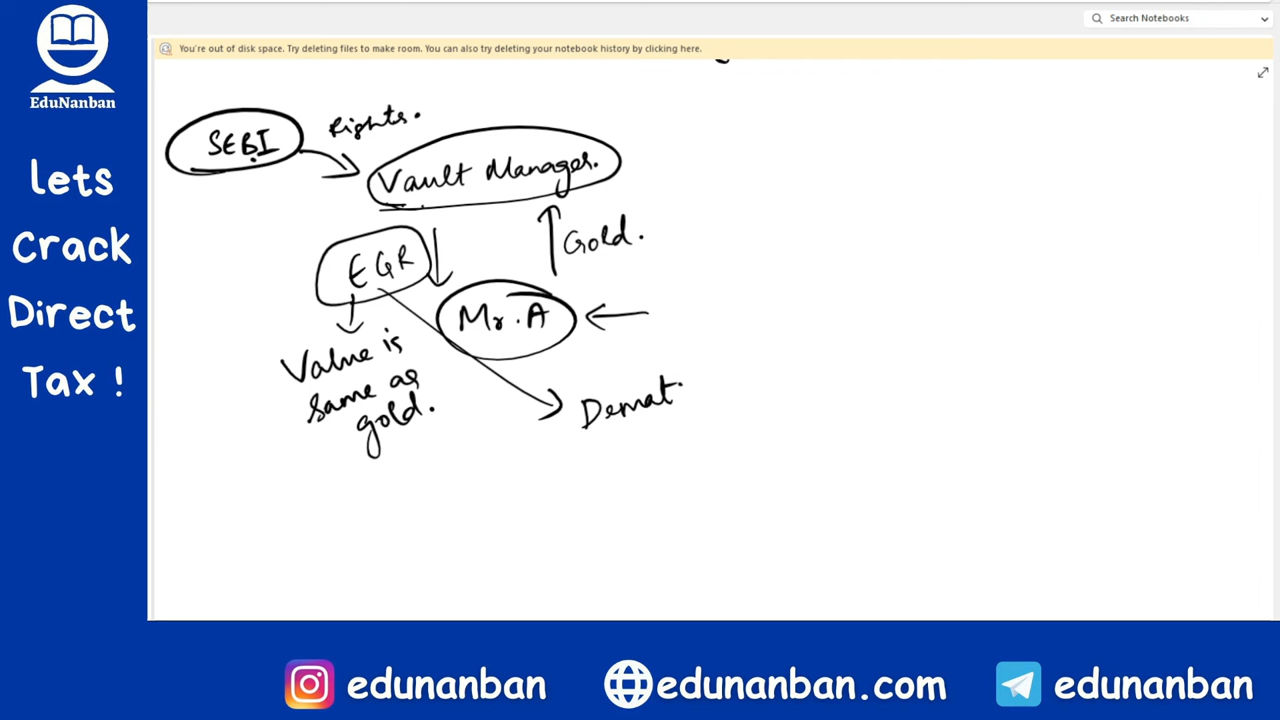 Search Notebooks
You're out of disk space. Try deleting files to make room. You can also try deleting your notebook history by clicking here.
EduNanban
Lets
Crack
Direct
Tax !
SEBI
Rights.
Vault Manager.
EGR
Gold.
Mr. A
Value is
same as
gold.
Demat.
edunanban
edunanban.com
edunanban